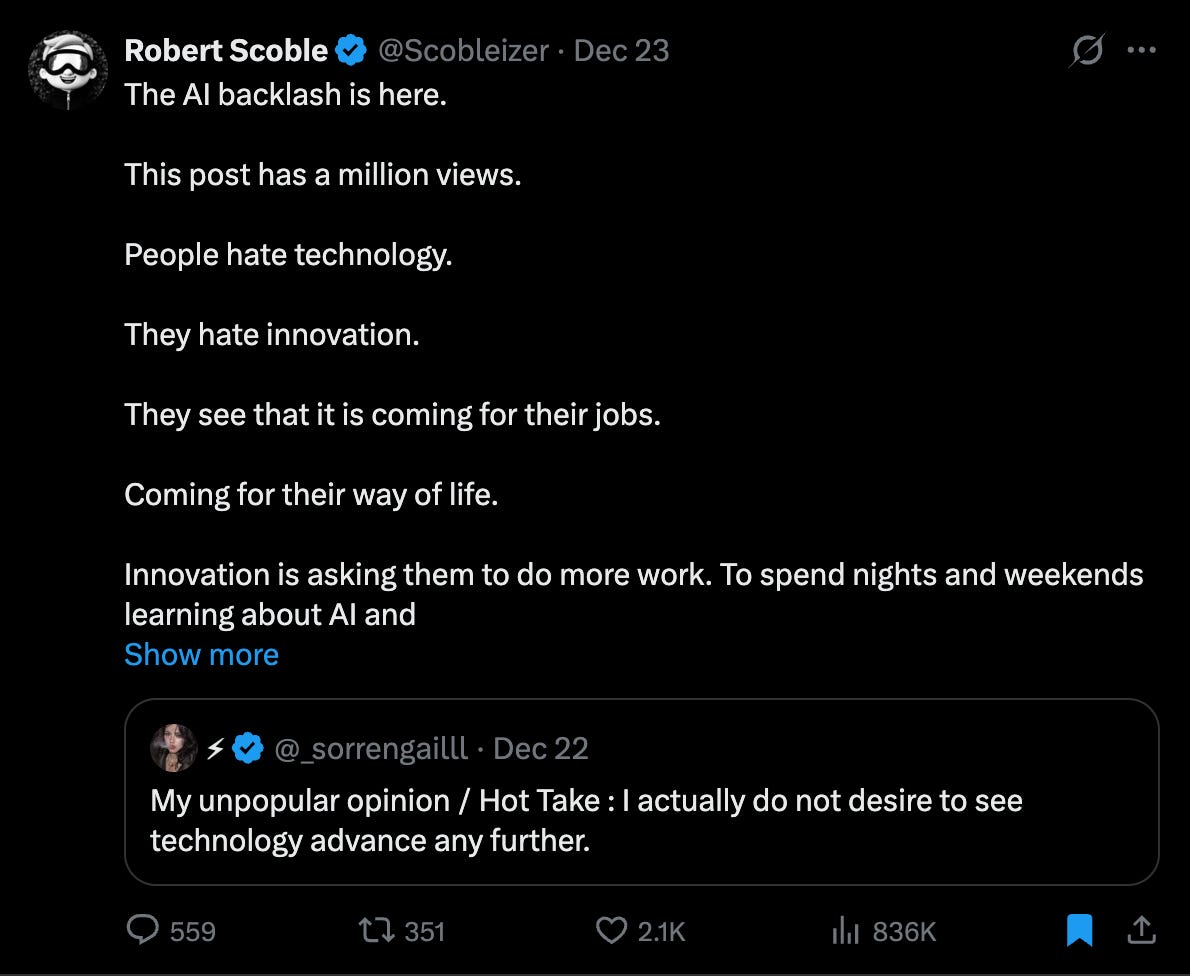 Robert Scoble @Scobleizer · Dec 23
The AI backlash is here.
This post has a million views.
People hate technology.
They hate innovation.
They see that it is coming for their jobs.
Coming for their way of life.
Innovation is asking them to do more work. To spend nights and weekends
learning about AI and
Show more
⚡ @_sorrengailll · Dec 22
My unpopular opinion / Hot Take : I actually do not desire to see
technology advance any further.
559 351 2.1K 836K